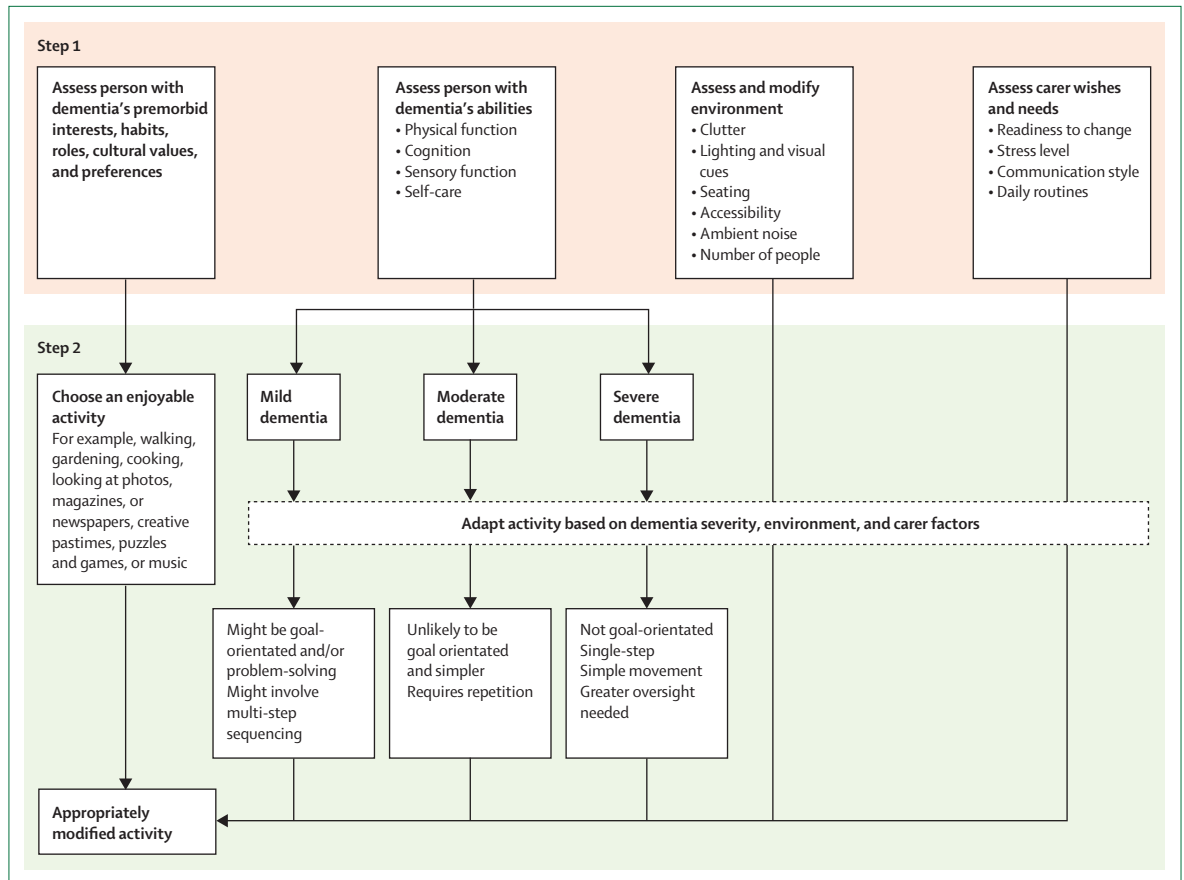 Step 1
Assess person with
dementia's premorbid
interests, habits,
roles, cultural values,
and preferences
Assess person with
dementia's abilities
• Physical function
• Cognition
• Sensory function
• Self-care
Assess and modify
environment
• Clutter
• Lighting and visual
cues
• Seating
• Accessibility
• Ambient noise
• Number of people
Assess carer wishes
and needs
• Readiness to change
• Stress level
• Communication style
• Daily routines
Step 2
Choose an enjoyable
activity
For example, walking,
gardening, cooking,
looking at photos,
magazines, or
newspapers, creative
pastimes, puzzles
and games, or music
Mild
dementia
Moderate
dementia
Severe
dementia
Adapt activity based on dementia severity, environment, and carer factors
Might be goal-
orientated and/or
problem-solving
Might involve
multi-step
sequencing
Unlikely to be
goal orientated
and simpler
Requires repetition
Not goal-orientated
Single-step
Simple movement
Greater oversight
needed
Appropriately
modified activity